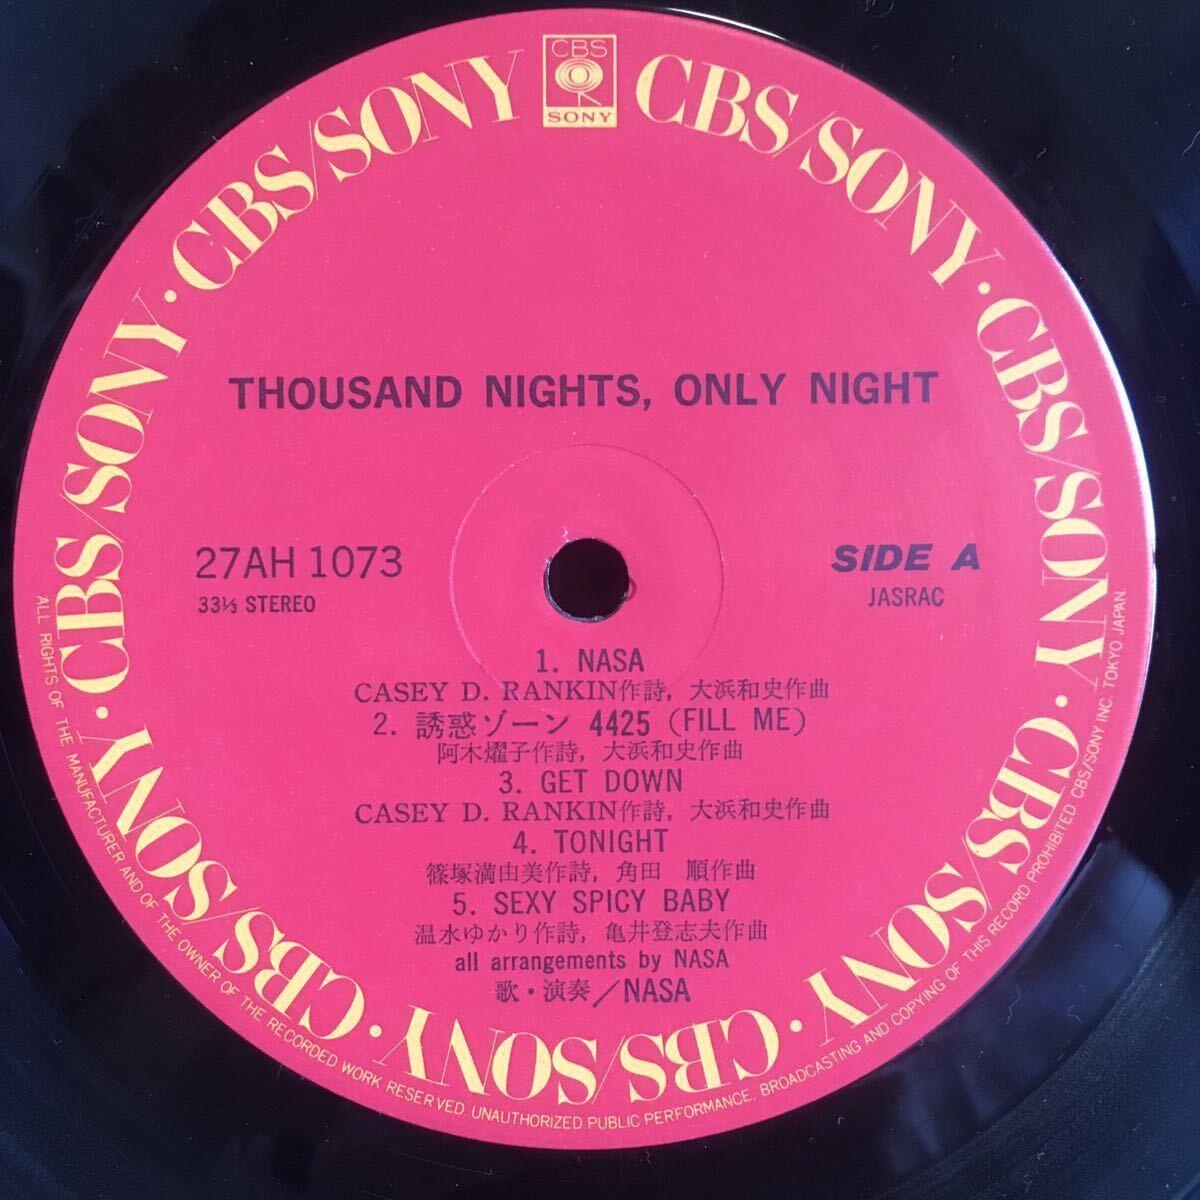 CBS
SONY
CBS/SONY · CBS/SONY · CBS/SONY · CBS/SONY · CBS/SONY · CBS/SONY · CBS/SONY · CBS/SONY
THOUSAND NIGHTS, ONLY NIGHT
27AH 1073
33⅓ STEREO
SIDE A
JASRAC
1. NASA
CASEY D. RANKIN作詩, 大浜和史作曲
2. 誘惑ゾーン 4425 (FILL ME)
阿木燿子作詩, 大浜和史作曲
3. GET DOWN
CASEY D. RANKIN作詩, 大浜和史作曲
4. TONIGHT
篠塚満由美作詩, 角田 順作曲
5. SEXY SPICY BABY
温水ゆかり作詩, 亀井登志夫作曲
all arrangements by NASA
歌・演奏/NASA
ALL RIGHTS OF THE MANUFACTURER AND OF THE OWNER OF THE RECORDED WORK RESERVED. UNAUTHORIZED PUBLIC PERFORMANCE, BROADCASTING AND COPYING OF THIS RECORD PROHIBITED CBS/SONY INC. TOKYO JAPAN.